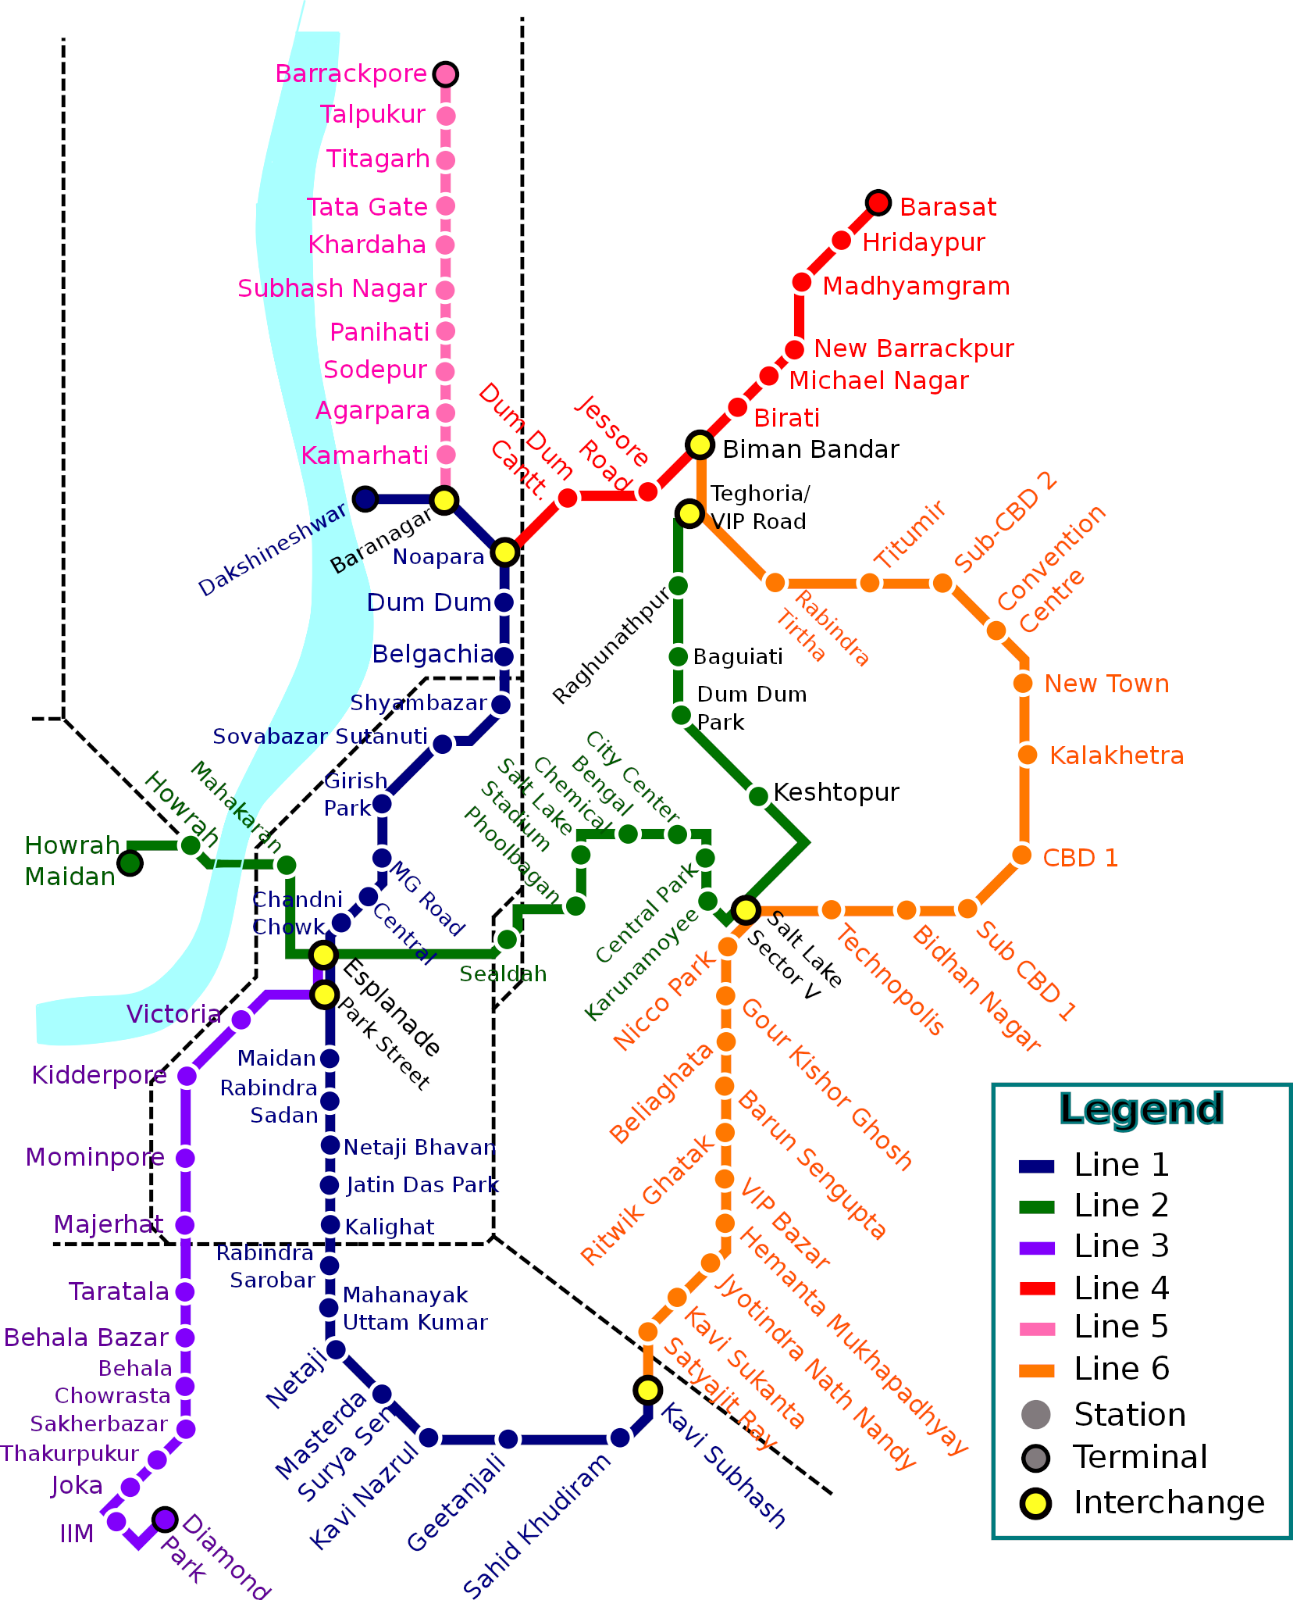 Barrackpore
Talpukur
Titagarh
Tata Gate
Khardaha
Subhash Nagar
Panihati
Sodepur
Agarpara
Kamarhati
Barasat
Hridaypur
Madhyamgram
New Barrackpur
Michael Nagar
Birati
Biman Bandar
Jessore
Road
Dum Dum
Cantt.
Dakshineshwar
Baranagar
Noapara
Dum Dum
Belgachia
Shyambazar
Sovabazar Sutanuti
Girish
Park
MG Road
Central
Chandni
Chowk
Esplanade
Park Street
Maidan
Rabindra
Sadan
Netaji Bhavan
Jatin Das Park
Kalighat
Rabindra
Sarobar
Mahanayak
Uttam Kumar
Netaji
Masterda
Surya Sen
Kavi Nazrul
Geetanjali
Sahid Khudiram
Kavi Subhash
Teghoria/
VIP Road
Raghunathpur
Baguiati
Dum Dum
Park
Keshtopur
Salt Lake
Sector V
Karunamoyee
Central Park
City Center
Bengal
Chemical
Salt Lake
Stadium
Phoolbagan
Sealdah
Mahakaran
Howrah
Howrah
Maidan
Victoria
Kidderpore
Mominpore
Majerhat
Taratala
Behala Bazar
Behala
Chowrasta
Sakherbazar
Thakurpukur
Joka
IIM
Diamond
Park
Rabindra
Tirtha
Titumir
Sub-CBD 2
Convention
Centre
New Town
Kalakhetra
CBD 1
Sub CBD 1
Bidhan Nagar
Technopolis
Nicco Park
Gour Kishor Ghosh
Beliaghata
Barun Sengupta
Ritwik Ghatak
VIP Bazar
Hemanta Mukhapadhyay
Jyotindra Nath Nandy
Kavi Sukanta
Satyajit Ray
Legend
Line 1
Line 2
Line 3
Line 4
Line 5
Line 6
Station
Terminal
Interchange